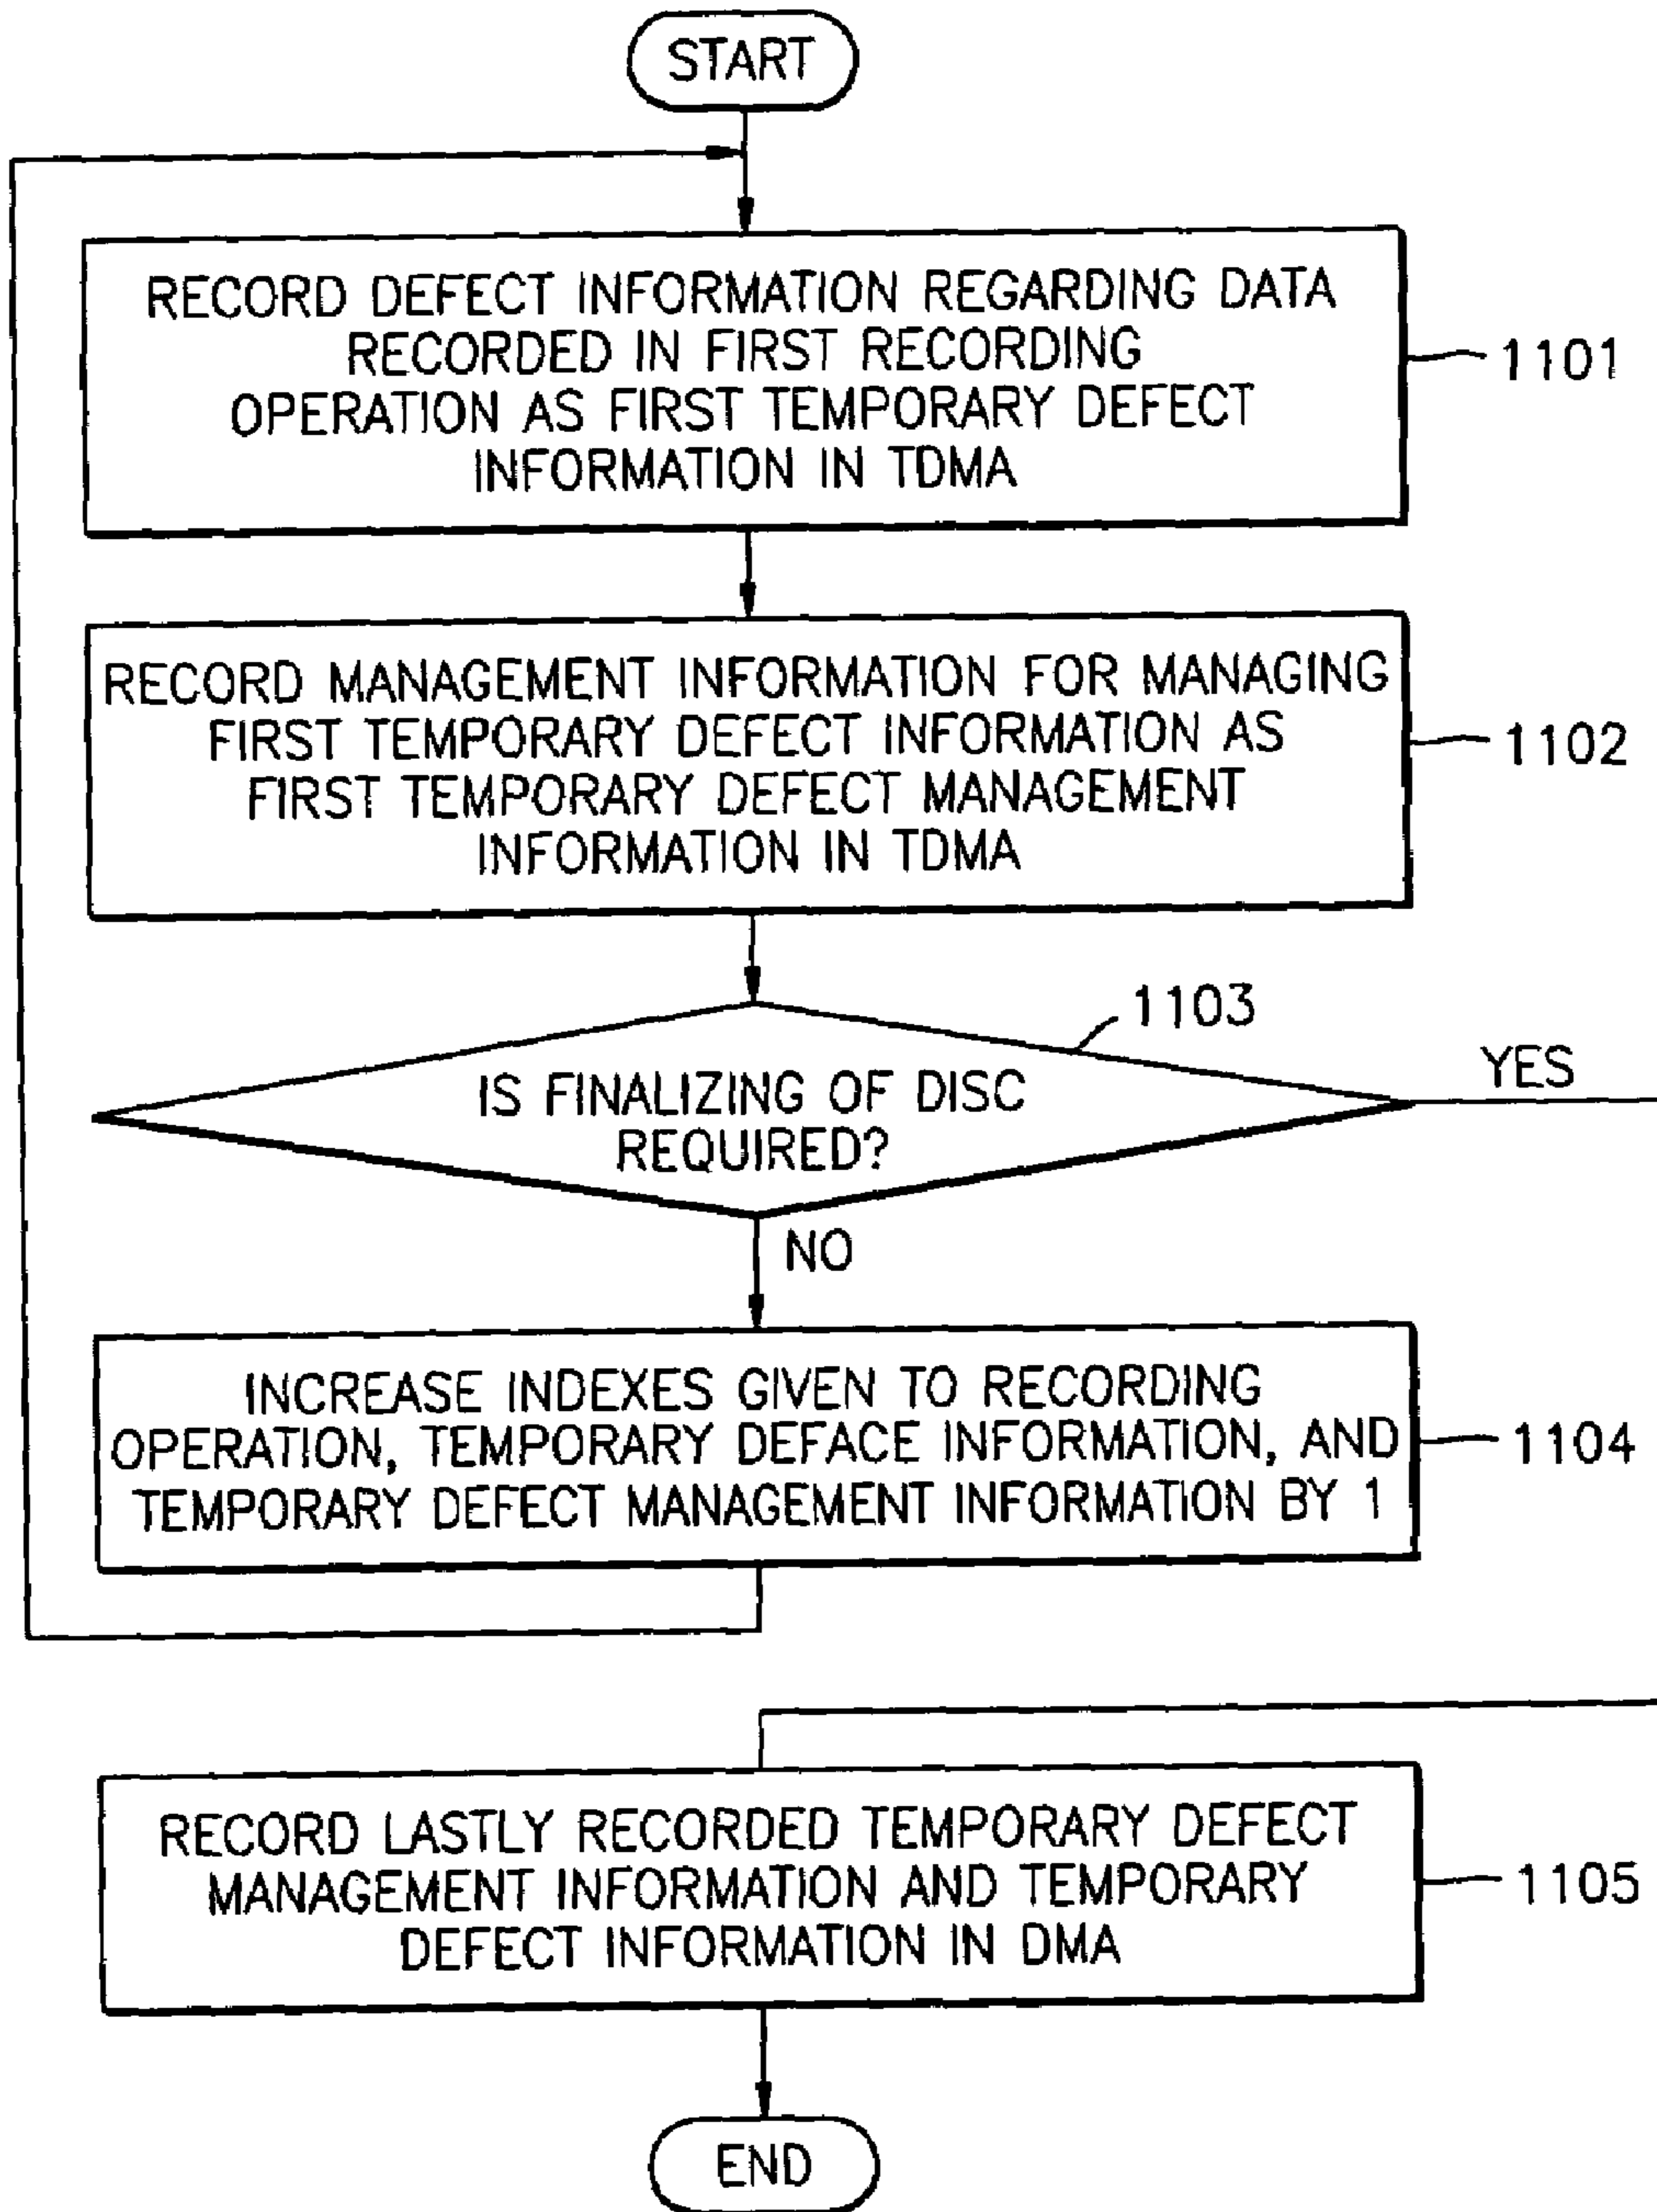 START
RECORD DEFECT INFORMATION REGARDING DATA
RECORDED IN FIRST RECORDING
OPERATION AS FIRST TEMPORARY DEFECT
INFORMATION IN TDMA
1101
RECORD MANAGEMENT INFORMATION FOR MANAGING
FIRST TEMPORARY DEFECT INFORMATION AS
FIRST TEMPORARY DEFECT MANAGEMENT
INFORMATION IN TDMA
1102
1103
IS FINALIZING OF DISC
REQUIRED?
YES
NO
INCREASE INDEXES GIVEN TO RECORDING
OPERATION, TEMPORARY DEFACE INFORMATION, AND
TEMPORARY DEFECT MANAGEMENT INFORMATION BY 1
1104
RECORD LASTLY RECORDED TEMPORARY DEFECT
MANAGEMENT INFORMATION AND TEMPORARY
DEFECT INFORMATION IN DMA
1105
END